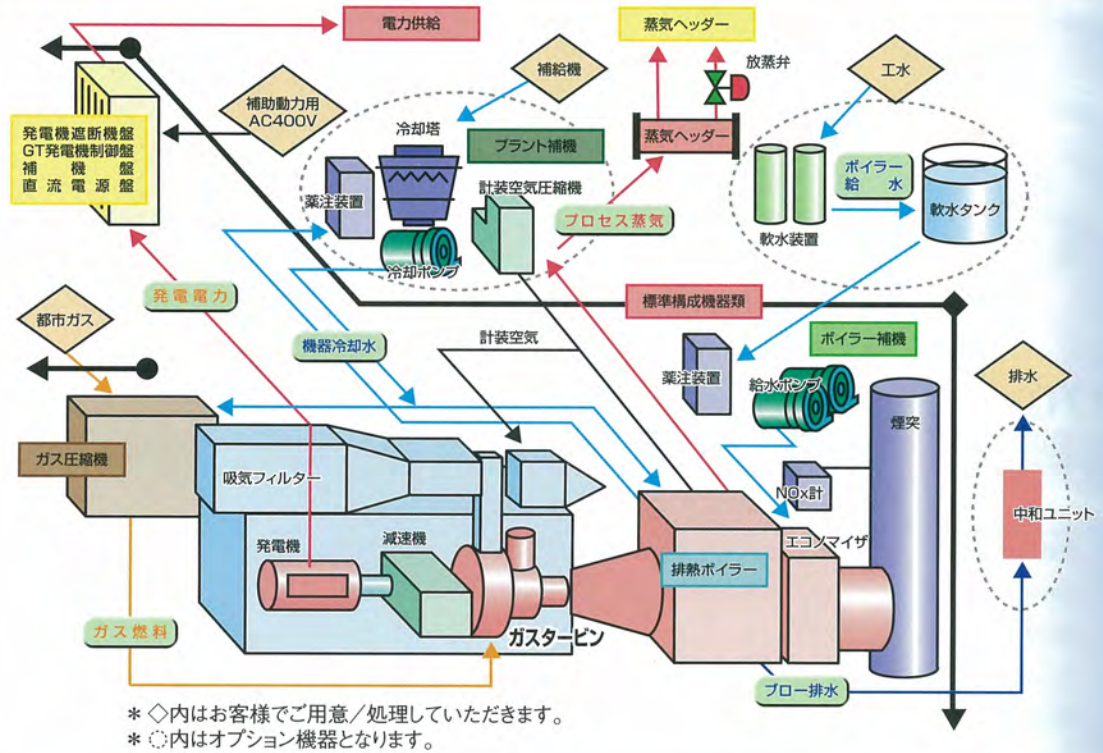 電力供給
蒸気ヘッダー
放蒸弁
補給機
工水
補助動力用
AC400V
冷却塔
プラント補機
蒸気ヘッダー
発電機遮断機盤
GT発電機制御盤
補機盤
直流電源盤
薬注装置
計装空気圧縮機
ボイラー
給水
軟水タンク
プロセス蒸気
軟水装置
冷却ポンプ
発電電力
標準構成機器類
都市ガス
機器冷却水
計装空気
ボイラー補機
薬注装置
給水ポンプ
排水
煙突
ガス圧縮機
吸気フィルター
NOx計
中和ユニット
発電機
減速機
エコノマイザ
排熱ボイラー
ガス燃料
ガスタービン
ブロー排水
＊◇内はお客様でご用意／処理していただきます。
＊◌内はオプション機器となります。